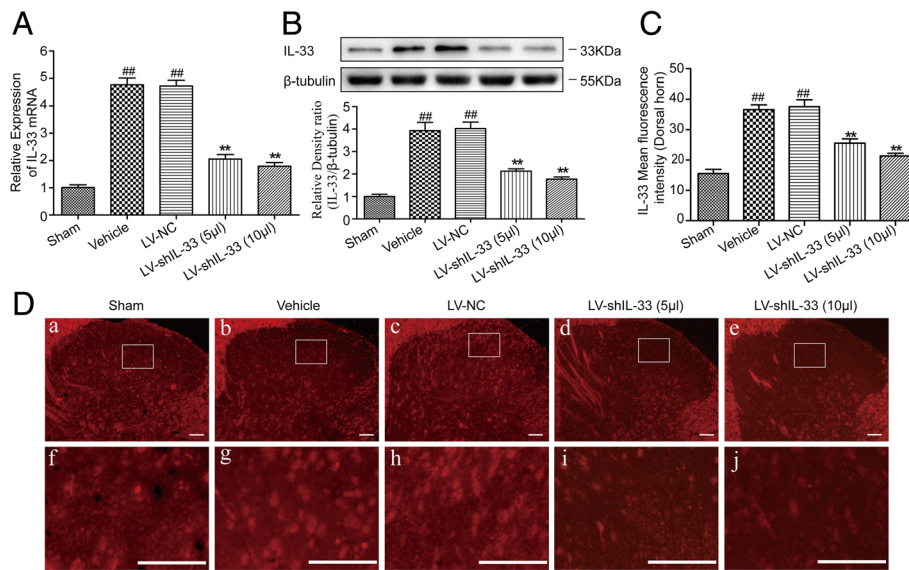 A
Relative Expression
of IL-33 mRNA
6
5
4
3
2
1
0
##
##
**
**
Sham
Vehicle
LV-NC
LV-shIL-33 (5μl)
LV-shIL-33 (10μl)
B
IL-33
33KDa
β-tubulin
55KDa
Relative Density ratio
(IL-33/β-tubulin)
5
4
3
2
1
0
##
##
**
**
Sham
Vehicle
LV-NC
LV-shIL-33 (5μl)
LV-shIL-33 (10μl)
C
IL-33 Mean fluorescence
intensity (Dorsal horn)
50
40
30
20
10
0
##
##
**
**
Sham
Vehicle
LV-NC
LV-shIL-33 (5μl)
LV-shIL-33 (10μl)
D
Sham
Vehicle
LV-NC
LV-shIL-33 (5μl)
LV-shIL-33 (10μl)
a
b
c
d
e
f
g
h
i
j